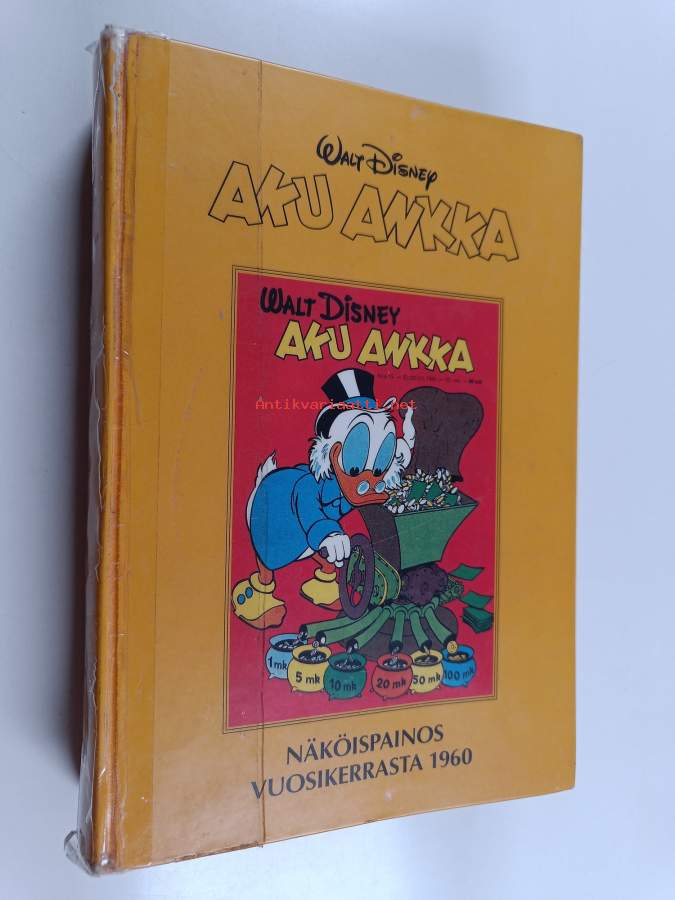 WALT DISNEY
AKU ANKKA
WALT DISNEY
AKU ANKKA
Antikvariaatti.net
1 mk
5 mk
10 mk
20 mk
50 mk
100 mk
NÄKÖISPAINOS
VUOSIKERRASTA 1960